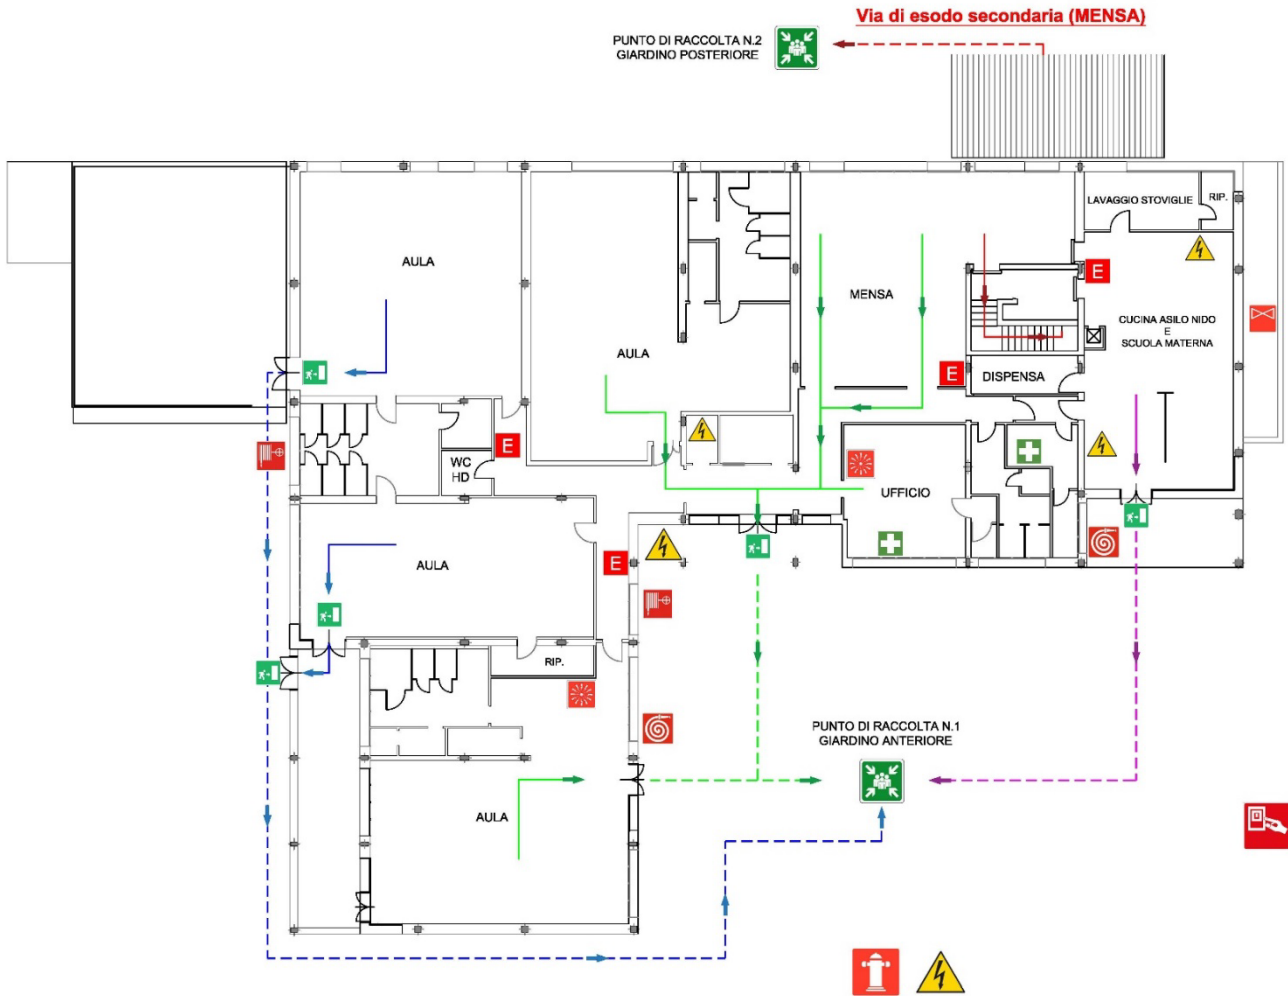 Via di esodo secondaria (MENSA)
PUNTO DI RACCOLTA N.2
GIARDINO POSTERIORE
LAVAGGIO STOVIGLIE
RIP.
AULA
E
MENSA
CUCINA ASILO NIDO
E
SCUOLA MATERNA
AULA
E
DISPENSA
E
WC
HD
UFFICIO
E
AULA
RIP.
PUNTO DI RACCOLTA N.1
GIARDINO ANTERIORE
AULA